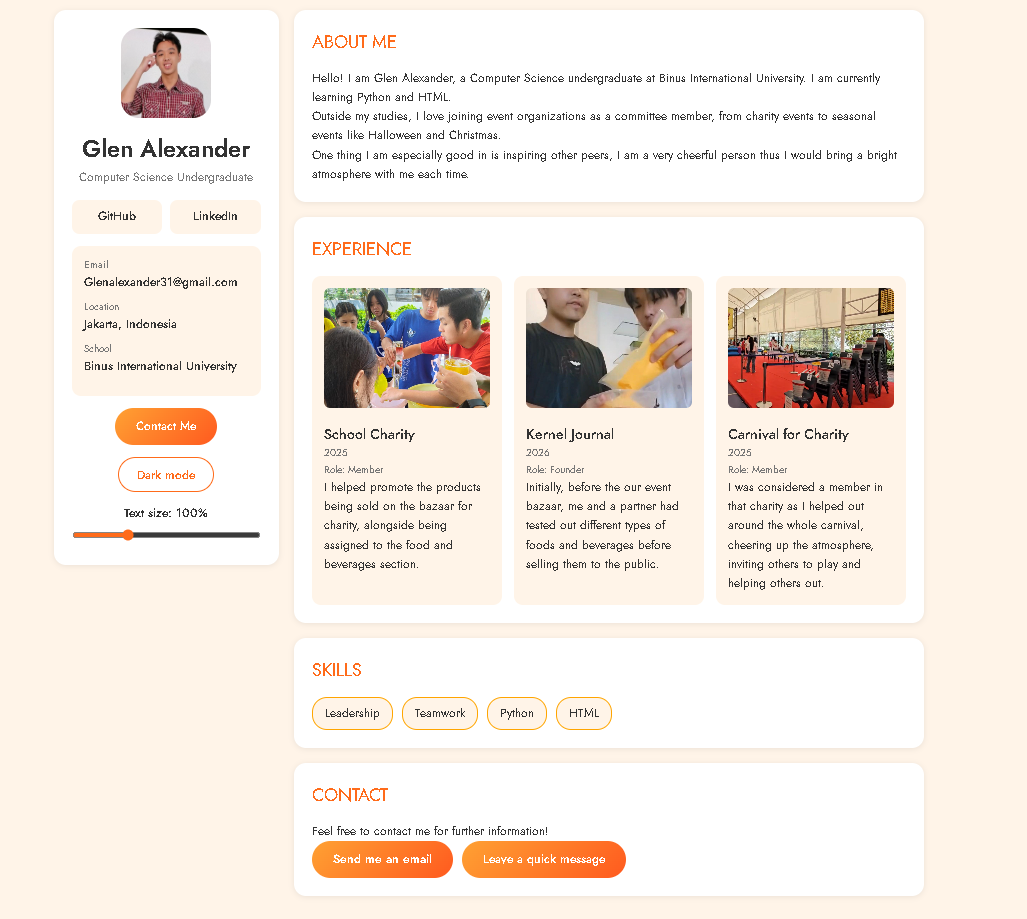 Glen Alexander
Computer Science Undergraduate
GitHub
LinkedIn
Email
Glenalexander31@gmail.com
Location
Jakarta, Indonesia
School
Binus International University
Contact Me
Dark mode
Text size: 100%
ABOUT ME
Hello! I am Glen Alexander, a Computer Science undergraduate at Binus International University. I am currently
learning Python and HTML.
Outside my studies, I love joining event organizations as a committee member, from charity events to seasonal
events like Halloween and Christmas.
One thing I am especially good in is inspiring other peers, I am a very cheerful person thus I would bring a bright
atmosphere with me each time.
EXPERIENCE
School Charity
2025
Role: Member
I helped promote the products
being sold on the bazaar for
charity, alongside being
assigned to the food and
beverages section.
Kernel Journal
2026
Role: Founder
Initially, before the our event
bazaar, me and a partner had
tested out different types of
foods and beverages before
selling them to the public.
Carnival for Charity
2025
Role: Member
I was considered a member in
that charity as I helped out
around the whole carnival,
cheering up the atmosphere,
inviting others to play and
helping others out.
SKILLS
Leadership
Teamwork
Python
HTML
CONTACT
Feel free to contact me for further information!
Send me an email
Leave a quick message